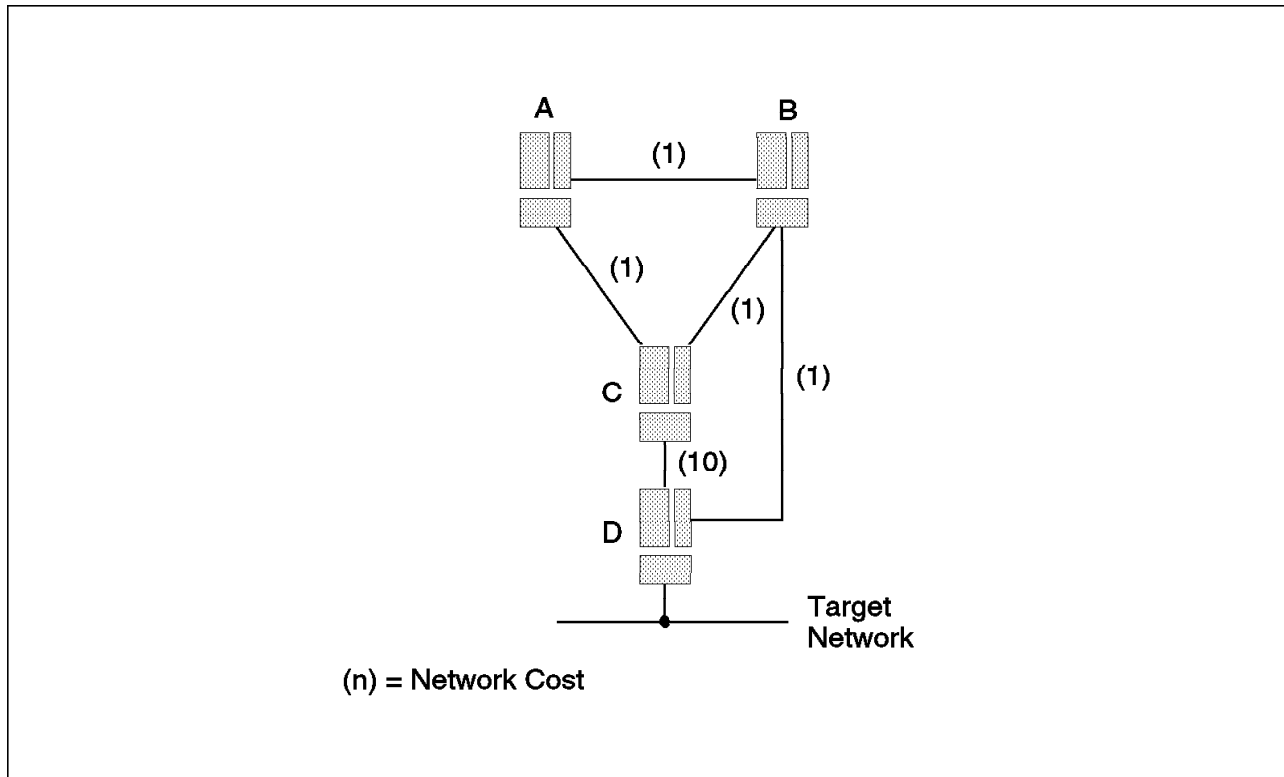 A
B
(1)
(1)
(1)
(1)
C
(10)
D
Target
Network
(n) = Network Cost